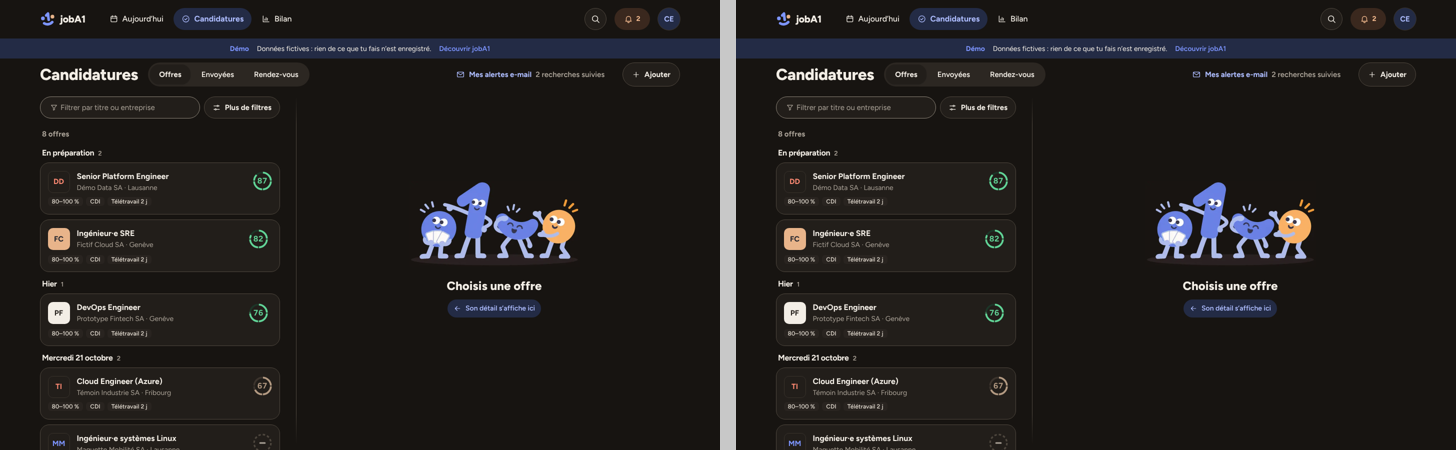 jobA1 Aujourd'hui Candidatures Bilan 2 CE
Démo Données fictives : rien de ce que tu fais n'est enregistré. Découvrir jobA1
Candidatures Offres Envoyées Rendez-vous Mes alertes e-mail 2 recherches suivies + Ajouter
Filtrer par titre ou entreprise Plus de filtres
8 offres
En préparation 2
DD Senior Platform Engineer 87
Démo Data SA · Lausanne
80–100 % CDI Télétravail 2 j
FC Ingénieur·e SRE 82
Fictif Cloud SA · Genève
80–100 % CDI Télétravail 2 j
Hier 1
PF DevOps Engineer 76
Prototype Fintech SA · Genève
80–100 % CDI Télétravail 2 j
Mercredi 21 octobre 2
TI Cloud Engineer (Azure) 67
Témoin Industrie SA · Fribourg
80–100 % CDI Télétravail 2 j
MM Ingénieur·e systèmes Linux –
Maquette Mobilité SA · Lausanne
1
Choisis une offre
← Son détail s'affiche ici
jobA1 Aujourd'hui Candidatures Bilan 2 CE
Démo Données fictives : rien de ce que tu fais n'est enregistré. Découvrir jobA1
Candidatures Offres Envoyées Rendez-vous Mes alertes e-mail 2 recherches suivies + Ajouter
Filtrer par titre ou entreprise Plus de filtres
8 offres
En préparation 2
DD Senior Platform Engineer 87
Démo Data SA · Lausanne
80–100 % CDI Télétravail 2 j
FC Ingénieur·e SRE 82
Fictif Cloud SA · Genève
80–100 % CDI Télétravail 2 j
Hier 1
PF DevOps Engineer 76
Prototype Fintech SA · Genève
80–100 % CDI Télétravail 2 j
Mercredi 21 octobre 2
TI Cloud Engineer (Azure) 67
Témoin Industrie SA · Fribourg
80–100 % CDI Télétravail 2 j
MM Ingénieur·e systèmes Linux –
Maquette Mobilité SA · Lausanne
1
Choisis une offre
← Son détail s'affiche ici